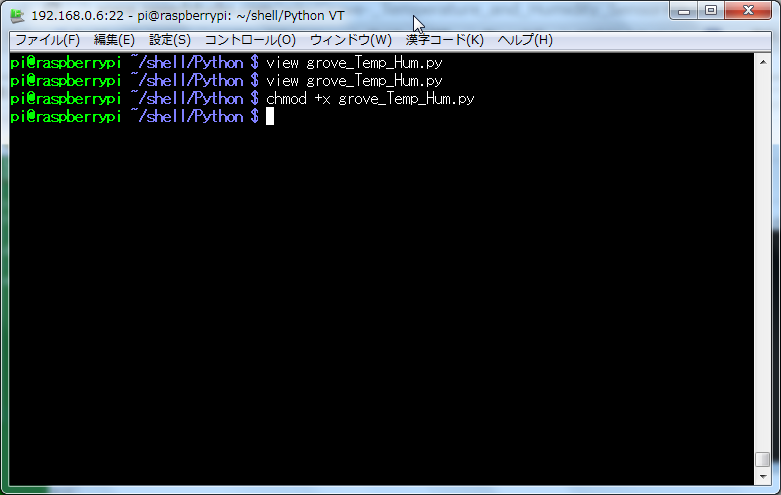 192.168.0.6:22 - pi@raspberrypi: ~/shell/Python VT
ファイル(F) 編集(E) 設定(S) コントロール(O) ウィンドウ(W) 漢字コード(K) ヘルプ(H)
pi@raspberrypi ~/shell/Python $ view grove_Temp_Hum.py
pi@raspberrypi ~/shell/Python $ view grove_Temp_Hum.py
pi@raspberrypi ~/shell/Python $ chmod +x grove_Temp_Hum.py
pi@raspberrypi ~/shell/Python $